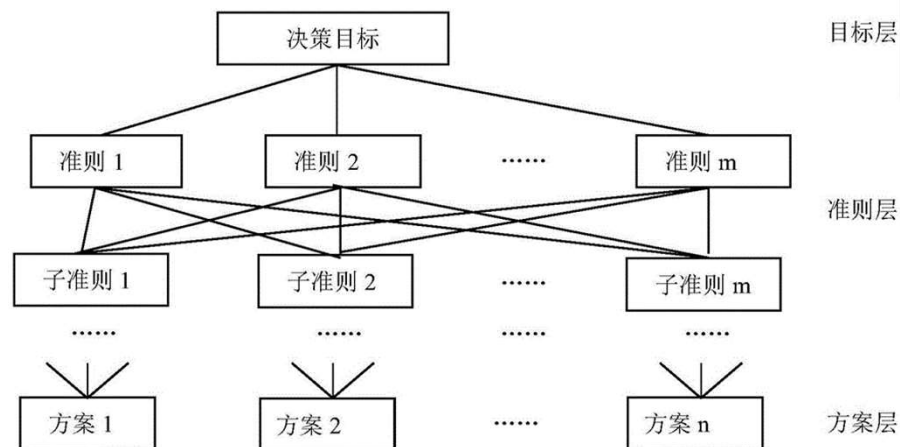 决策目标 目标层
准则 1 准则 2 …… 准则 m
准则层
子准则 1 子准则 2 …… 子准则 m
…… …… …… ……
方案 1 方案 2 …… 方案 n 方案层